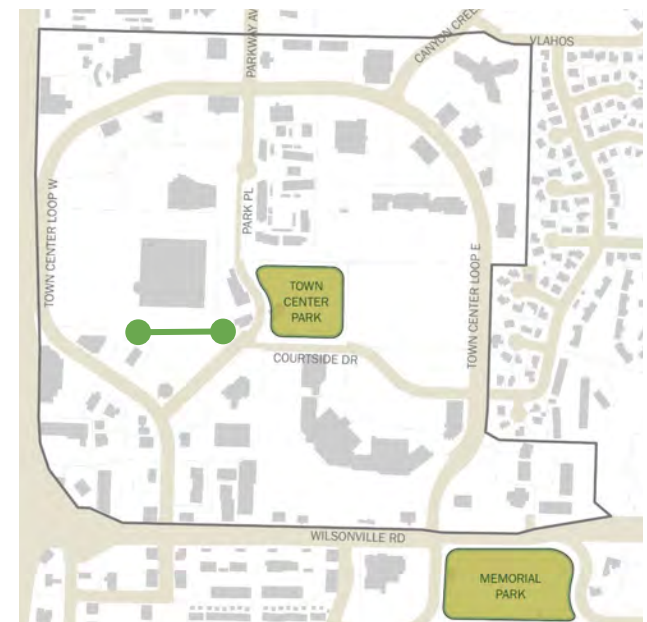 PARKWAY AV
CANYON CREE
VLAHOS
TOWN CENTER LOOP W
PARK PL
TOWN
CENTER
PARK
TOWN CENTER LOOP E
COURTSIDE DR
WILSONVILLE RD
MEMORIAL
PARK